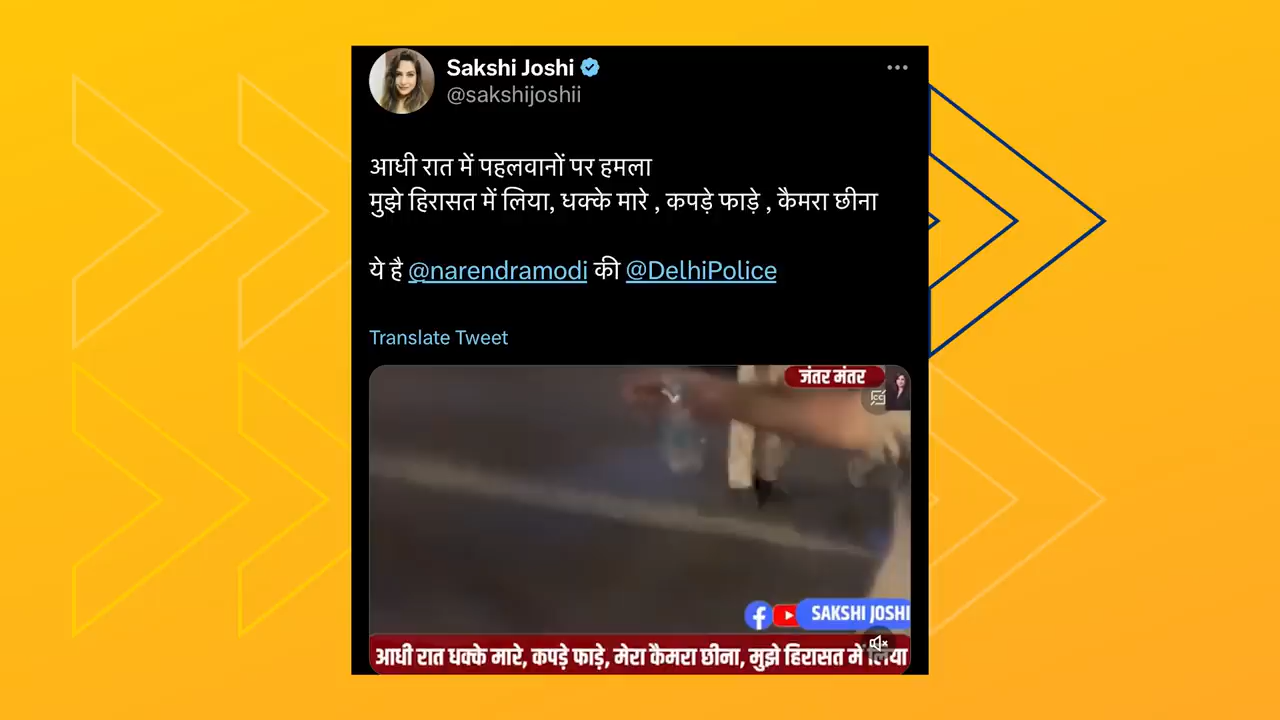 Sakshi Joshi
@sakshijoshii
आधी रात में पहलवानों पर हमला
मुझे हिरासत में लिया, धक्के मारे , कपड़े फाड़े , कैमरा छीना
ये है @narendramodi की @DelhiPolice
Translate Tweet
जंतर मंतर
CC
SAKSHI JOSHI
आधी रात धक्के मारे, कपड़े फाड़े, मेरा कैमरा छीना, मुझे हिरासत में लिया